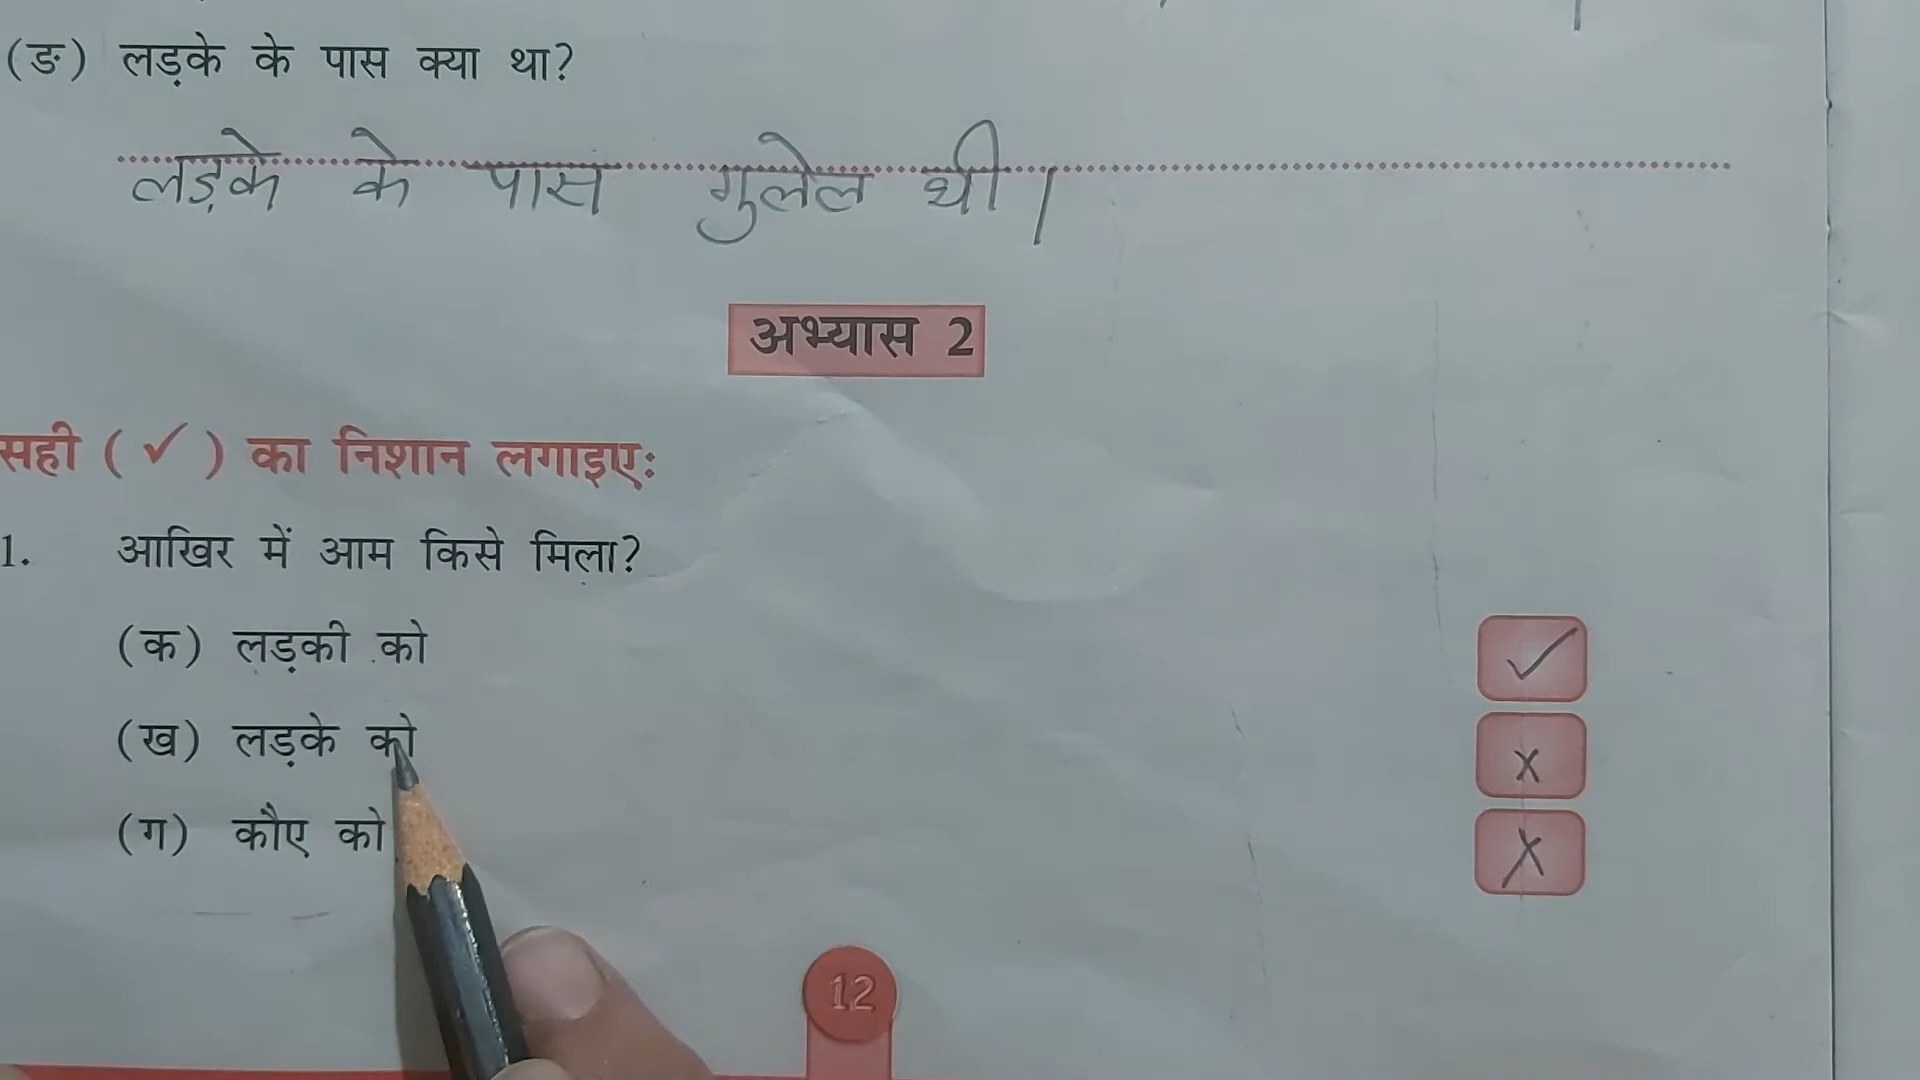 (ङ) लड़के के पास क्या था?
लड़के के पास गुलेल थी।
अभ्यास 2
सही ( ✓ ) का निशान लगाइए:
1. आखिर में आम किसे मिला?
(क) लड़की को ✓
(ख) लड़के को x
(ग) कौए को x
12